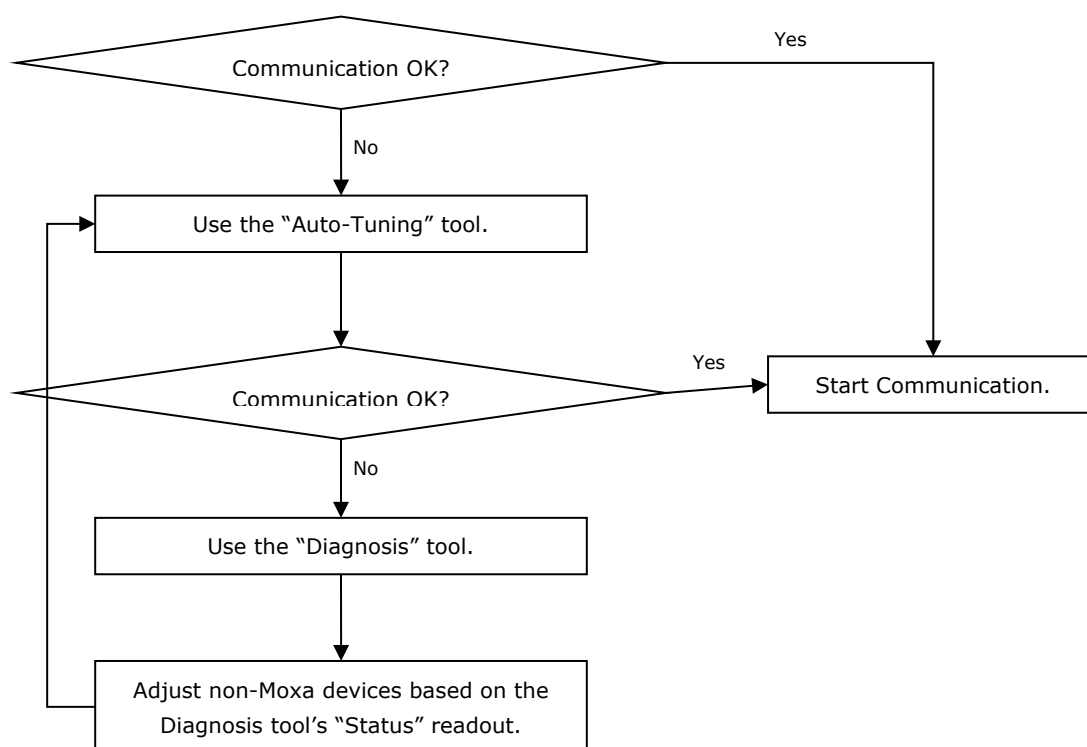 Communication OK?
Yes
No
Use the “Auto-Tuning” tool.
Communication OK?
Yes
Start Communication.
No
Use the “Diagnosis” tool.
Adjust non-Moxa devices based on the
Diagnosis tool’s “Status” readout.